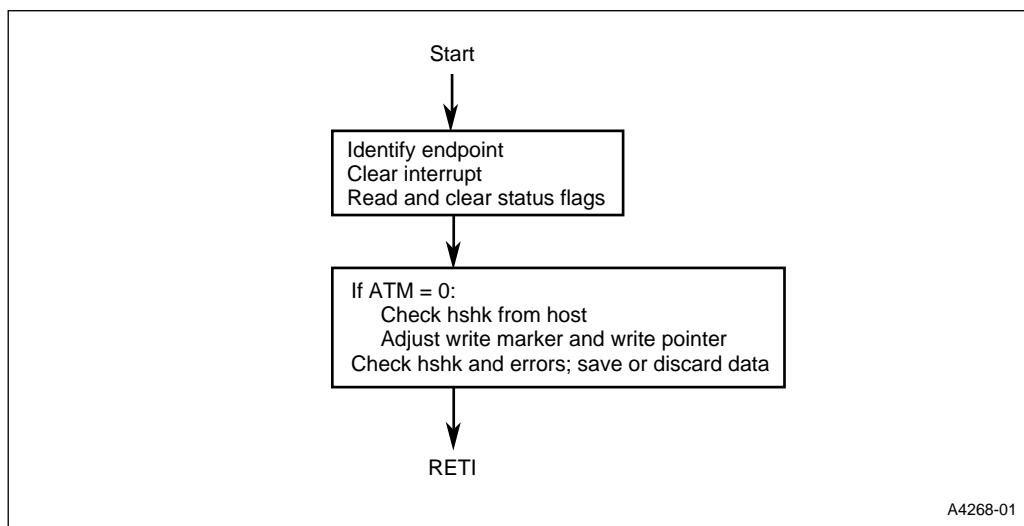 Start
Identify endpoint
Clear interrupt
Read and clear status flags
If ATM = 0:
Check hshk from host
Adjust write marker and write pointer
Check hshk and errors; save or discard data
RETI
A4268-01